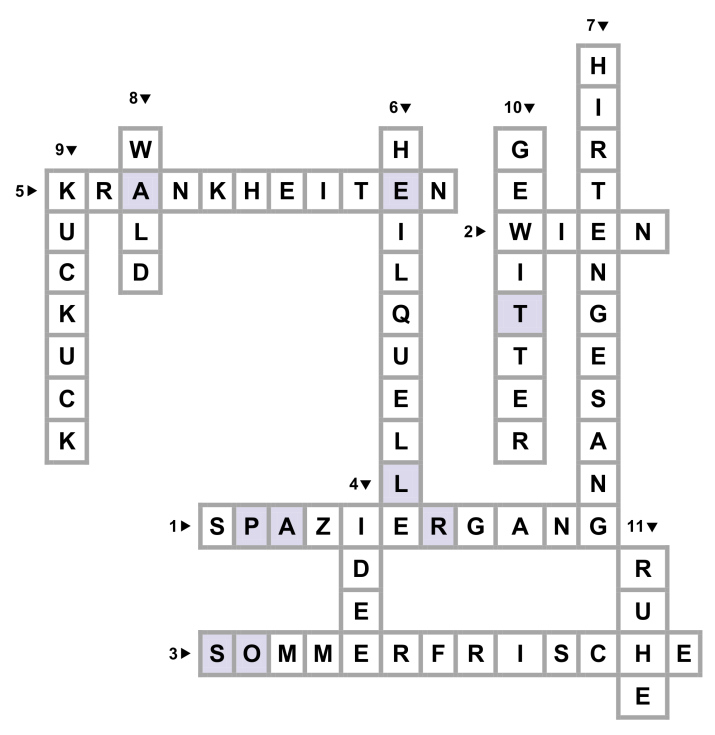 7▼
H
8▼ 6▼ 10▼ I
9▼ W H G R
5▶ K R A N K H E I T E N E T
U L I 2▶ W I E N
C D L I N
K Q T G
U U T E
C E E S
K L R A
4▼ L N
1▶ S P A Z I E R G A N G 11▼
D R
E U
3▶ S O M M E R F R I S C H E
E